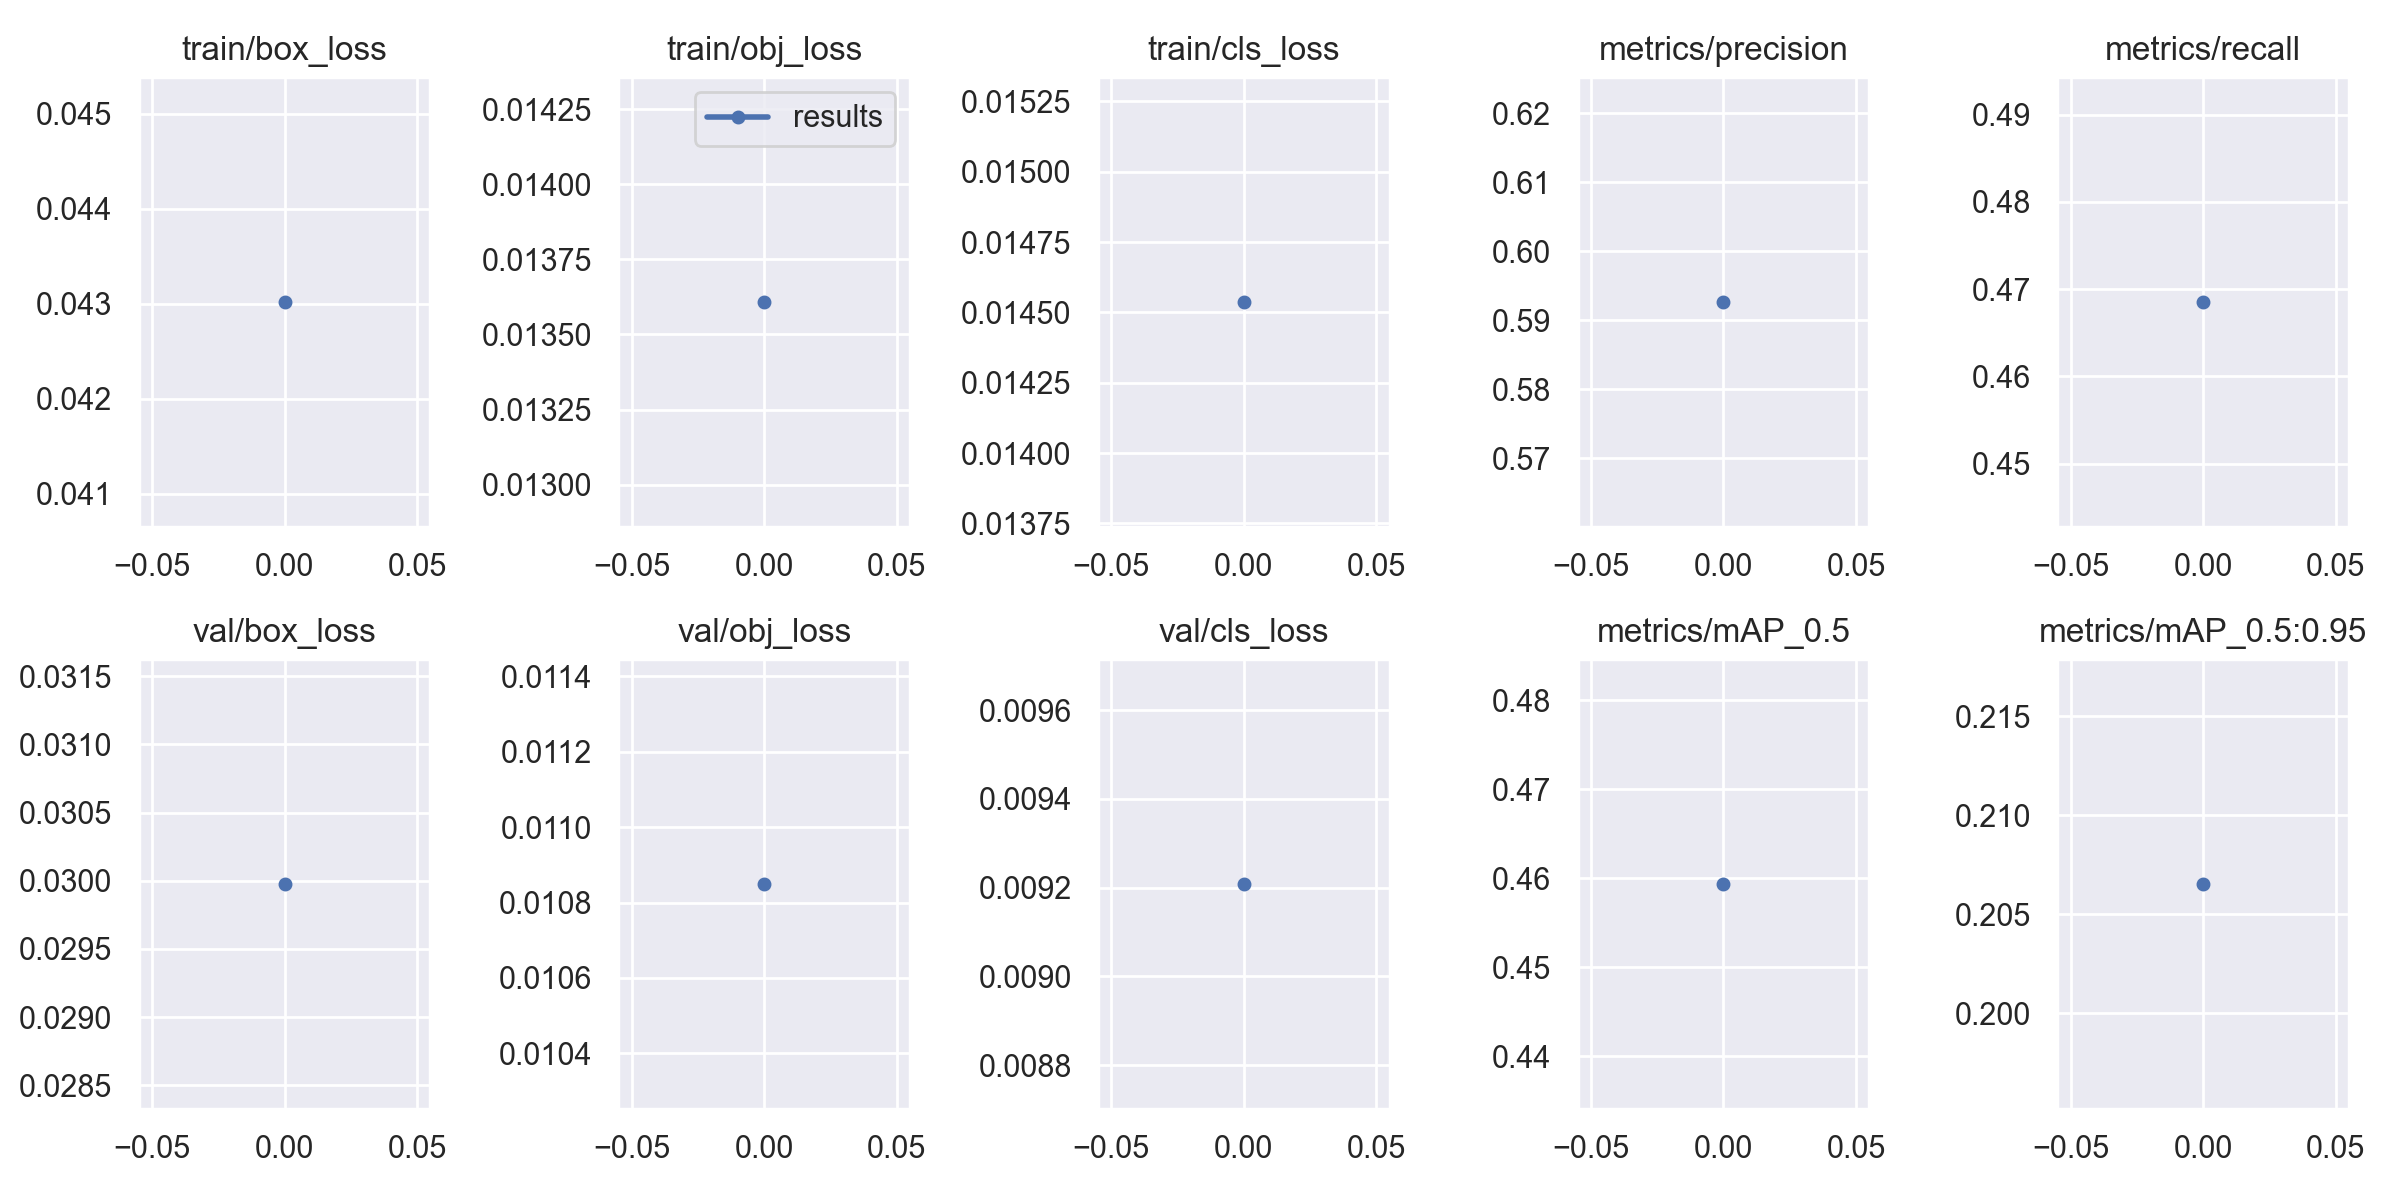 train/box_loss
train/obj_loss
train/cls_loss
metrics/precision
metrics/recall
0.045
0.044
0.043
0.042
0.041
−0.05 0.00 0.05
0.01425
0.01400
0.01375
0.01350
0.01325
0.01300
results
−0.05 0.00 0.05
0.01525
0.01500
0.01475
0.01450
0.01425
0.01400
0.01375
−0.05 0.00 0.05
0.62
0.61
0.60
0.59
0.58
0.57
−0.05 0.00 0.05
0.49
0.48
0.47
0.46
0.45
−0.05 0.00 0.05
val/box_loss
val/obj_loss
val/cls_loss
metrics/mAP_0.5
metrics/mAP_0.5:0.95
0.0315
0.0310
0.0305
0.0300
0.0295
0.0290
0.0285
−0.05 0.00 0.05
0.0114
0.0112
0.0110
0.0108
0.0106
0.0104
−0.05 0.00 0.05
0.0096
0.0094
0.0092
0.0090
0.0088
−0.05 0.00 0.05
0.48
0.47
0.46
0.45
0.44
−0.05 0.00 0.05
0.215
0.210
0.205
0.200
−0.05 0.00 0.05